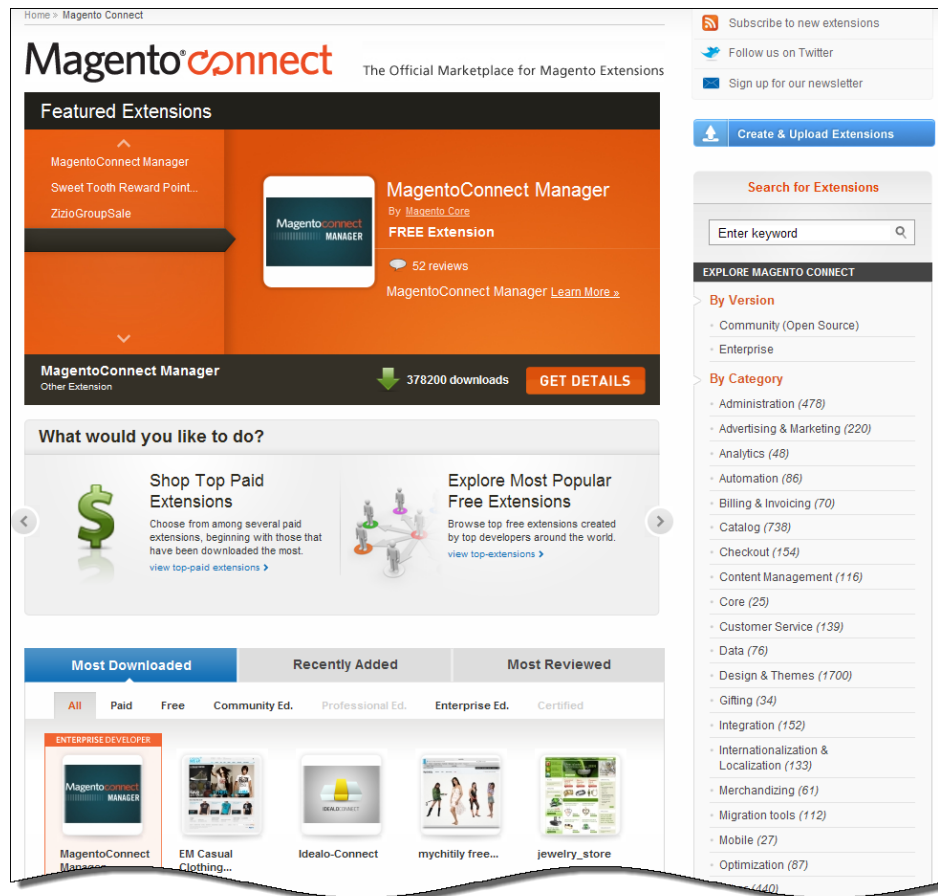 Home » Magento Connect
Magento® connect
The Official Marketplace for Magento Extensions
Featured Extensions
MagentoConnect Manager
Sweet Tooth Reward Point...
ZizioGroupSale
Magentoconnect
MANAGER
MagentoConnect Manager
By Magento Core
FREE Extension
52 reviews
MagentoConnect Manager Learn More »
MagentoConnect Manager
Other Extension
378200 downloads
GET DETAILS
What would you like to do?
Shop Top Paid
Extensions
Choose from among several paid
extensions, beginning with those that
have been downloaded the most.
view top-paid extensions
Explore Most Popular
Free Extensions
Browse top free extensions created
by top developers around the world.
view top-extensions
Most Downloaded
Recently Added
Most Reviewed
All
Paid
Free
Community Ed.
Professional Ed.
Enterprise Ed.
Certified
ENTERPRISE DEVELOPER
Magentoconnect
MANAGER
MagentoConnect
Manager
EM Casual
Clothing...
IDEALOCONNECT
Idealo-Connect
mychitily free...
jewelry_store
Subscribe to new extensions
Follow us on Twitter
Sign up for our newsletter
Create & Upload Extensions
Search for Extensions
Enter keyword
EXPLORE MAGENTO CONNECT
By Version
Community (Open Source)
Enterprise
By Category
Administration (478)
Advertising & Marketing (220)
Analytics (48)
Automation (86)
Billing & Invoicing (70)
Catalog (738)
Checkout (154)
Content Management (116)
Core (25)
Customer Service (139)
Data (76)
Design & Themes (1700)
Gifting (34)
Integration (152)
Internationalization &
Localization (133)
Merchandizing (61)
Migration tools (112)
Mobile (27)
Optimization (87)
(440)